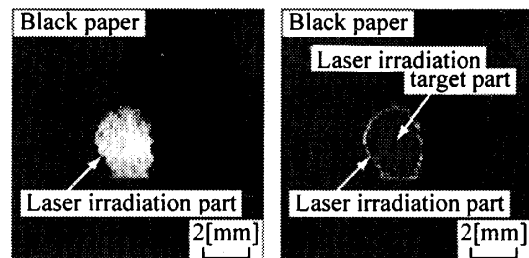 Black paper
Laser irradiation part
2[mm]
Black paper
Laser irradiation
target part
Laser irradiation part
2[mm]